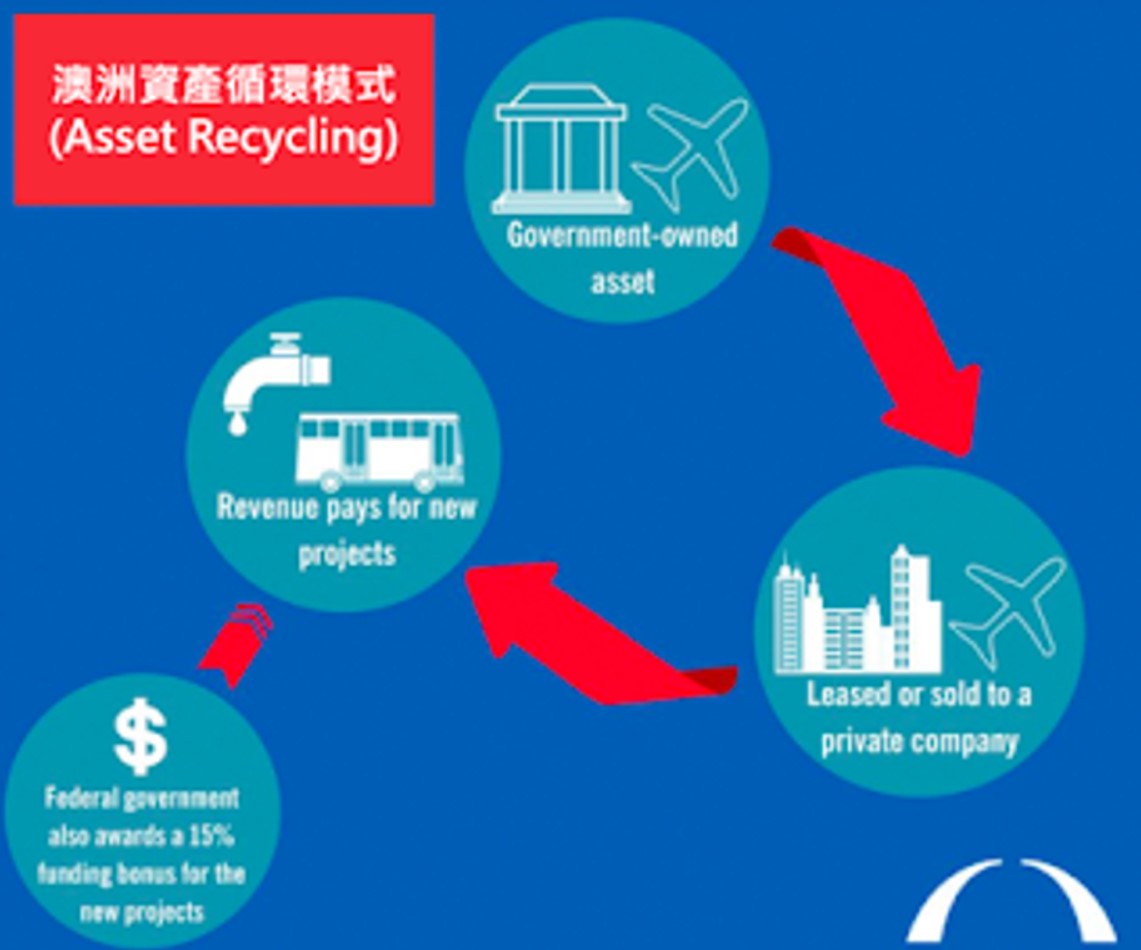 澳洲資產循環模式
(Asset Recycling)
Government-owned
asset
Leased or sold to a
private company
Revenue pays for new
projects
$
Federal government
also awards a 15%
funding bonus for the
new projects